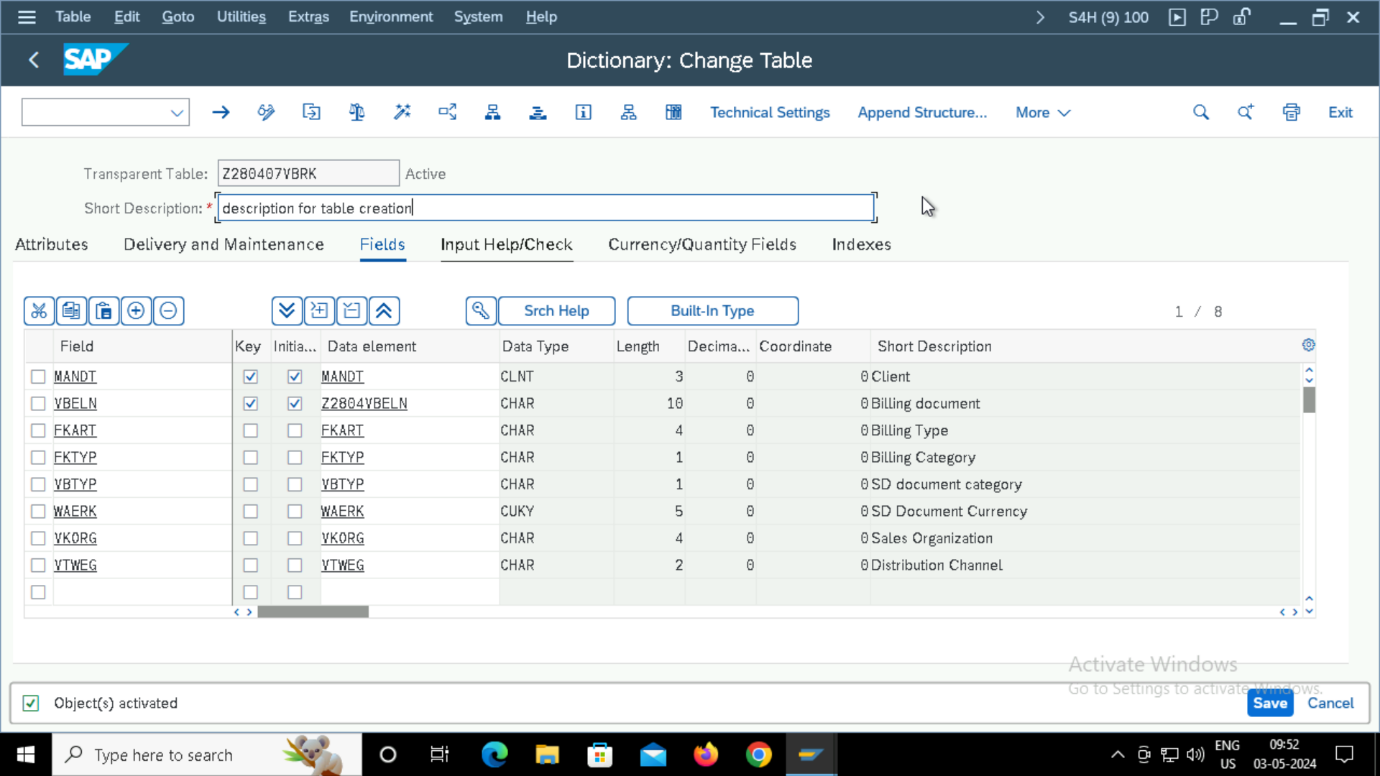 Table Edit Goto Utilities Extras Environment System Help S4H (9) 100
SAP Dictionary: Change Table
Technical Settings Append Structure... More Exit
Transparent Table: Z280407VBRK Active
Short Description: * description for table creation
Attributes Delivery and Maintenance Fields Input Help/Check Currency/Quantity Fields Indexes
Srch Help Built-In Type 1 / 8
Field Key Initia... Data element Data Type Length Decima... Coordinate Short Description
MANDT MANDT CLNT 3 0 0 Client
VBELN Z2804VBELN CHAR 10 0 0 Billing document
FKART FKART CHAR 4 0 0 Billing Type
FKTYP FKTYP CHAR 1 0 0 Billing Category
VBTYP VBTYP CHAR 1 0 0 SD document category
WAERK WAERK CUKY 5 0 0 SD Document Currency
VKORG VKORG CHAR 4 0 0 Sales Organization
VTWEG VTWEG CHAR 2 0 0 Distribution Channel
Activate Windows
Go to Settings to activate Windows.
Object(s) activated Save Cancel
Type here to search ENG 09:52
US 03-05-2024